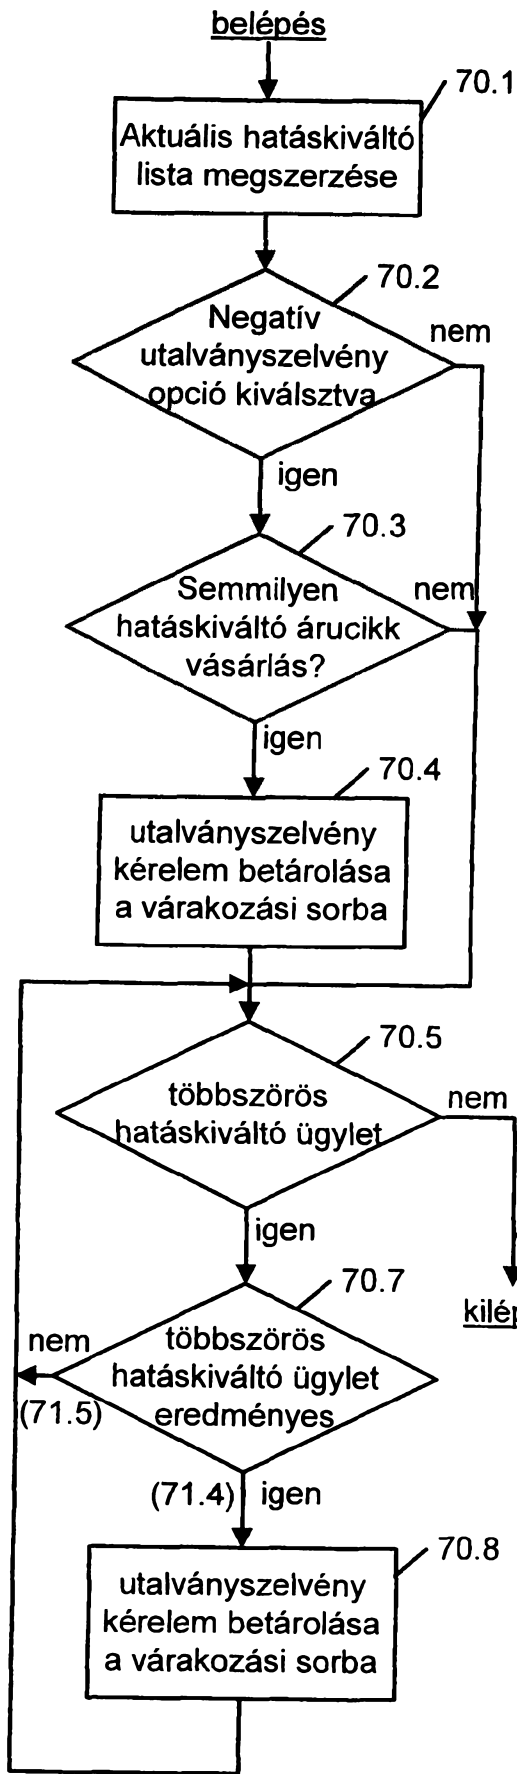 belépés
70.1
Aktuális hatáskiváltó
lista megszerzése
70.2
Negatív
utalványszelvény
opció kiválsztva
nem
igen
70.3
Semmilyen
hatáskiváltó árucikk
vásárlás?
nem
igen
70.4
utalványszelvény
kérelem betárolása
a várakozási sorba
70.5
többszörös
hatáskiváltó ügylet
nem
igen
70.7
többszörös
hatáskiváltó ügylet
eredményes
nem
(71.5)
(71.4) igen
70.8
utalványszelvény
kérelem betárolása
a várakozási sorba